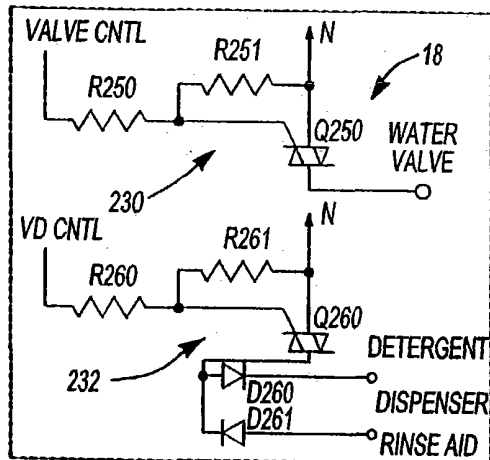 VALVE CNTL
R251
N
18
R250
Q250
WATER
VALVE
230
N
VD CNTL
R261
R260
Q260
DETERGENT
232
D260
DISPENSER
D261
RINSE AID